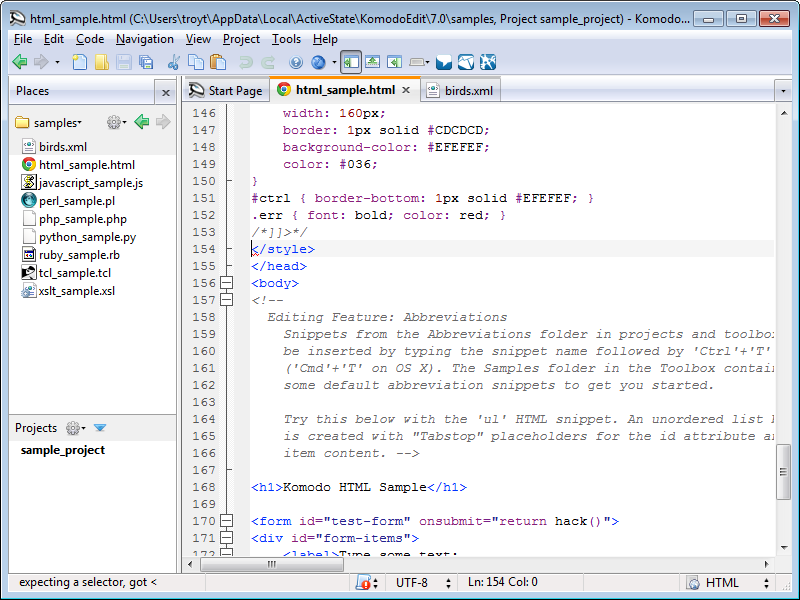 html_sample.html (C:\Users\troyt\AppData\Local\ActiveState\KomodoEdit\7.0\samples, Project sample_project) - Komodo...
File Edit Code Navigation View Project Tools Help
Places
Start Page
html_sample.html
birds.xml
samples
birds.xml
html_sample.html
javascript_sample.js
perl_sample.pl
php_sample.php
python_sample.py
ruby_sample.rb
tcl_sample.tcl
xslt_sample.xsl
Projects
sample_project
146 width: 160px;
147 border: 1px solid #CDCDCD;
148 background-color: #EFEFEF;
149 color: #036;
150 }
151 #ctrl { border-bottom: 1px solid #EFEFEF; }
152 .err { font: bold; color: red; }
153 /*]]>*/
154 </style>
155 </head>
156 <body>
157 <!--
158 Editing Feature: Abbreviations
159 Snippets from the Abbreviations folder in projects and toolbo
160 be inserted by typing the snippet name followed by 'Ctrl'+'T'
161 ('Cmd'+'T' on OS X). The Samples folder in the Toolbox contai
162 some default abbreviation snippets to get you started.
163
164 Try this below with the 'ul' HTML snippet. An unordered list
165 is created with "Tabstop" placeholders for the id attribute a
166 item content. -->
167
168 <h1>Komodo HTML Sample</h1>
169
170 <form id="test-form" onsubmit="return hack()">
171 <div id="form-items">
172 <label>Type some text:
expecting a selector, got <
UTF-8
Ln: 154 Col: 0
HTML